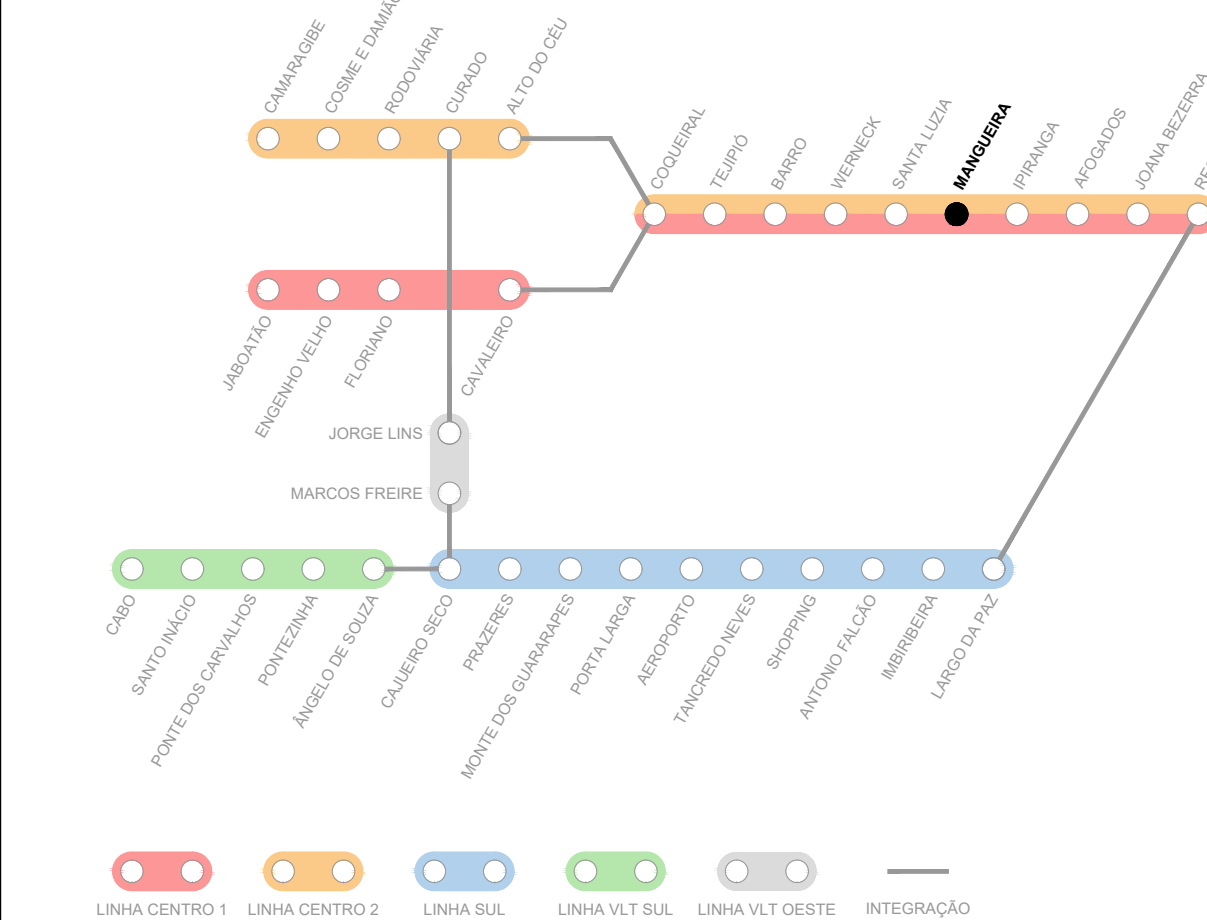 CAMARAGIBE
COSME E DAMIÃO
RODOVIÁRIA
CURADO
ALTO DO CÉU
COQUEIRAL
TEJIPIÓ
BARRO
WERNECK
SANTA LUZIA
MANGUEIRA
IPIRANGA
AFOGADOS
JOANA BEZERRA
JABOATÃO
ENGENHO VELHO
FLORIANO
CAVALEIRO
JORGE LINS
MARCOS FREIRE
CABO
SANTO INÁCIO
PONTE DOS CARVALHOS
PONTEZINHA
ÂNGELO DE SOUZA
CAJUEIRO SECO
PRAZERES
MONTE DOS GUARARAPES
PORTA LARGA
AEROPORTO
TANCREDO NEVES
SHOPPING
ANTONIO FALCÃO
IMBIRIBEIRA
LARGO DA PAZ
LINHA CENTRO 1
LINHA CENTRO 2
LINHA SUL
LINHA VLT SUL
LINHA VLT OESTE
INTEGRAÇÃO